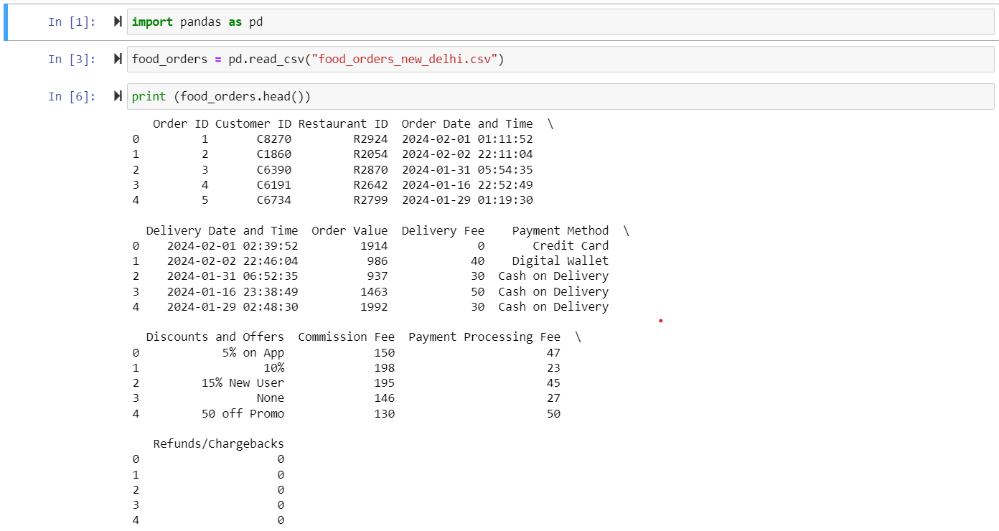 In [1]: import pandas as pd
In [3]: food_orders = pd.read_csv("food_orders_new_delhi.csv")
In [6]: print (food_orders.head())
Order ID Customer ID Restaurant ID Order Date and Time \
0 1 C8270 R2924 2024-02-01 01:11:52
1 2 C1860 R2054 2024-02-02 22:11:04
2 3 C6390 R2870 2024-01-31 05:54:35
3 4 C6191 R2642 2024-01-16 22:52:49
4 5 C6734 R2799 2024-01-29 01:19:30
Delivery Date and Time Order Value Delivery Fee Payment Method \
0 2024-02-01 02:39:52 1914 0 Credit Card
1 2024-02-02 22:46:04 986 40 Digital Wallet
2 2024-01-31 06:52:35 937 30 Cash on Delivery
3 2024-01-16 23:38:49 1463 50 Cash on Delivery
4 2024-01-29 02:48:30 1992 30 Cash on Delivery
Discounts and Offers Commission Fee Payment Processing Fee \
0 5% on App 150 47
1 10% 198 23
2 15% New User 195 45
3 None 146 27
4 50 off Promo 130 50
Refunds/Chargebacks
0 0
1 0
2 0
3 0
4 0